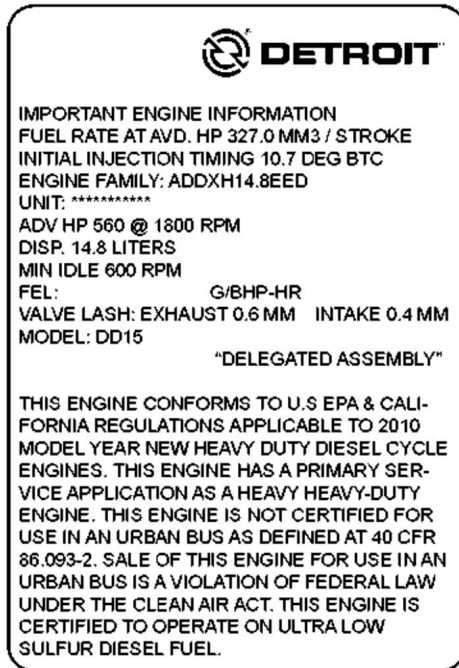 DETROIT
IMPORTANT ENGINE INFORMATION
FUEL RATE AT AVD. HP 327.0 MM3 / STROKE
INITIAL INJECTION TIMING 10.7 DEG BTC
ENGINE FAMILY: ADDXH14.8EED
UNIT: ***********
ADV HP 560 @ 1800 RPM
DISP. 14.8 LITERS
MIN IDLE 600 RPM
FEL: G/BHP-HR
VALVE LASH: EXHAUST 0.6 MM INTAKE 0.4 MM
MODEL: DD15
"DELEGATED ASSEMBLY"
THIS ENGINE CONFORMS TO U.S EPA & CALI-
FORNIA REGULATIONS APPLICABLE TO 2010
MODEL YEAR NEW HEAVY DUTY DIESEL CYCLE
ENGINES. THIS ENGINE HAS A PRIMARY SER-
VICE APPLICATION AS A HEAVY HEAVY-DUTY
ENGINE. THIS ENGINE IS NOT CERTIFIED FOR
USE IN AN URBAN BUS AS DEFINED AT 40 CFR
86.093-2. SALE OF THIS ENGINE FOR USE IN AN
URBAN BUS IS A VIOLATION OF FEDERAL LAW
UNDER THE CLEAN AIR ACT. THIS ENGINE IS
CERTIFIED TO OPERATE ON ULTRA LOW
SULFUR DIESEL FUEL.